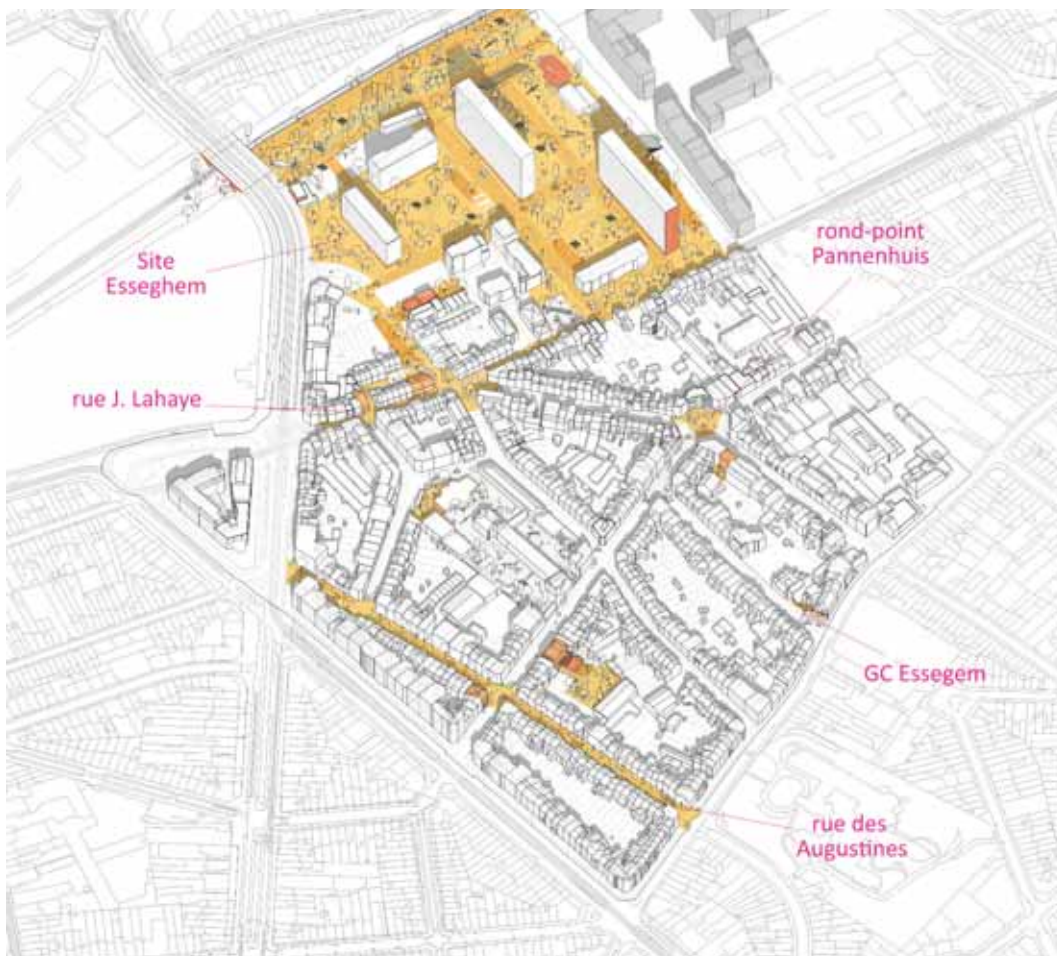 Site
Esseghem
rond-point
Pannenhuis
rue J. Lahaye
GC Essegem
rue des
Augustines